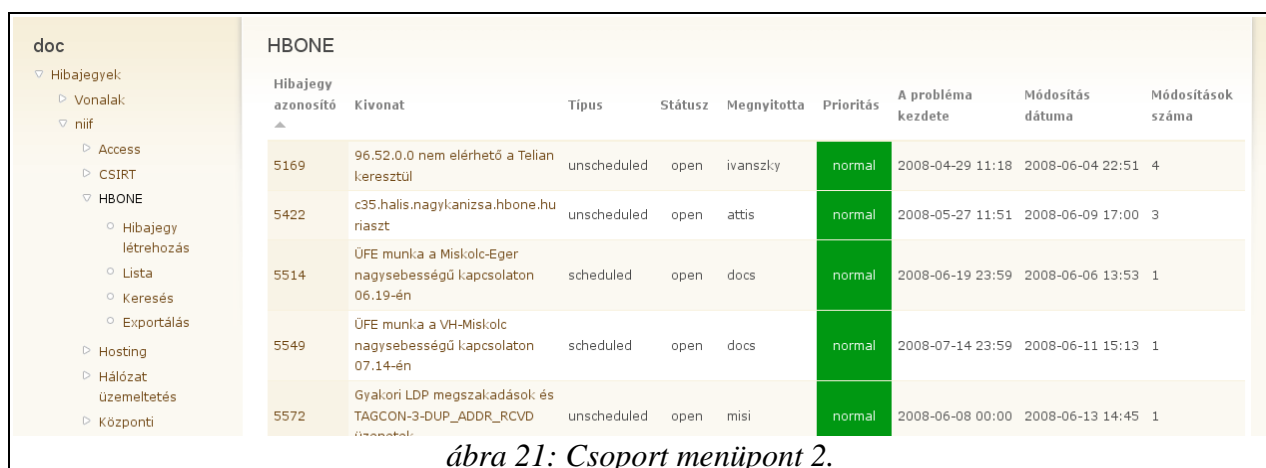 doc
Hibajegyek
Vonalak
niif
Access
CSIRT
HBONE
Hibajegy
létrehozás
Lista
Keresés
Exportálás
Hosting
Hálózat
üzemeltetés
Központi
HBONE
Hibajegy azonosító Kivonat Típus Státusz Megnyitotta Prioritás A probléma kezdete Módosítás dátuma Módosítások száma
5169 96.52.0.0 nem elérhető a Telian keresztül unscheduled open ivanszky normal 2008-04-29 11:18 2008-06-04 22:51 4
5422 c35.halis.nagykanizsa.hbone.hu riaszt unscheduled open attis normal 2008-05-27 11:51 2008-06-09 17:00 3
5514 ÜFE munka a Miskolc-Eger nagysebességű kapcsolaton 06.19-én scheduled open docs normal 2008-06-19 23:59 2008-06-06 13:53 1
5549 ÜFE munka a VH-Miskolc nagysebességű kapcsolaton 07.14-én scheduled open docs normal 2008-07-14 23:59 2008-06-11 15:13 1
5572 Gyakori LDP megszakadások és TAGCON-3-DUP_ADDR_RCVD üzenetek unscheduled open misi normal 2008-06-08 00:00 2008-06-13 14:45 1
ábra 21: Csoport menüpont 2.